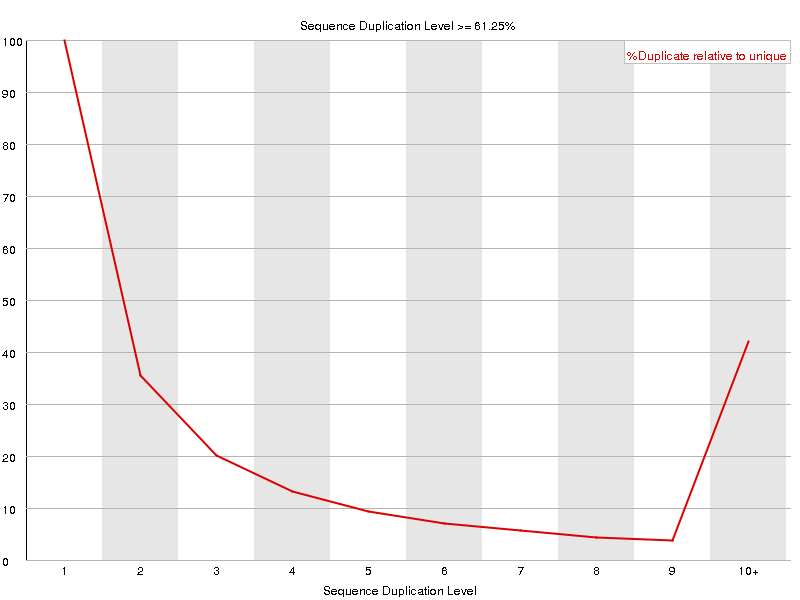 Sequence Duplication Level >= 61.25%
%Duplicate relative to unique
100
90
80
70
60
50
40
30
20
10
0
1 2 3 4 5 6 7 8 9 10+
Sequence Duplication Level